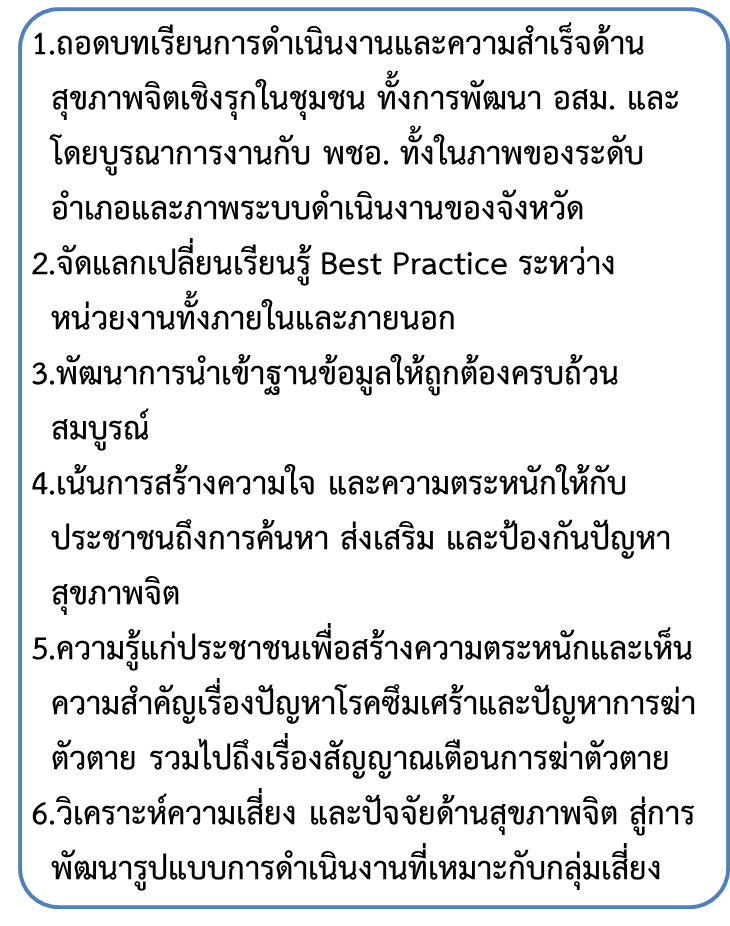 1.ถอดบทเรียนการดำเนินงานและความสำเร็จด้าน
สุขภาพจิตเชิงรุกในชุมชน ทั้งการพัฒนา อสม. และ
โดยบูรณาการงานกับ พชอ. ทั้งในภาพของระดับ
อำเภอและภาพระบบดำเนินงานของจังหวัด
2.จัดแลกเปลี่ยนเรียนรู้ Best Practice ระหว่าง
หน่วยงานทั้งภายในและภายนอก
3.พัฒนาการนำเข้าฐานข้อมูลให้ถูกต้องครบถ้วน
สมบูรณ์
4.เน้นการสร้างความใจ และความตระหนักให้กับ
ประชาชนถึงการค้นหา ส่งเสริม และป้องกันปัญหา
สุขภาพจิต
5.ความรู้แก่ประชาชนเพื่อสร้างความตระหนักและเห็น
ความสำคัญเรื่องปัญหาโรคซึมเศร้าและปัญหาการฆ่า
ตัวตาย รวมไปถึงเรื่องสัญญาณเตือนการฆ่าตัวตาย
6.วิเคราะห์ความเสี่ยง และปัจจัยด้านสุขภาพจิต สู่การ
พัฒนารูปแบบการดำเนินงานที่เหมาะกับกลุ่มเสี่ยง